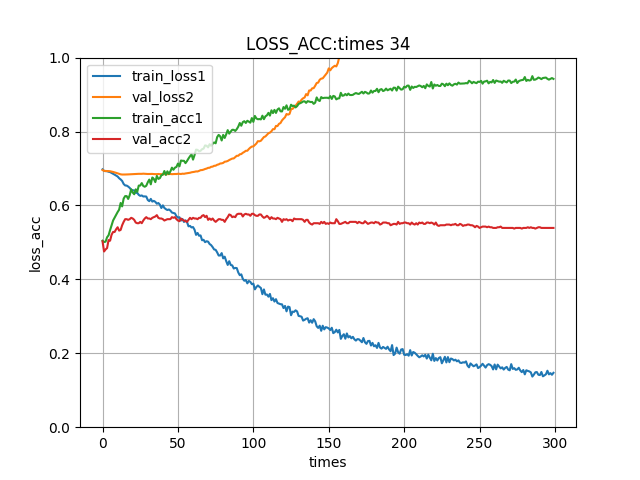 LOSS_ACC:times 34
train_loss1
val_loss2
train_acc1
val_acc2
loss_acc
1.0
0.8
0.6
0.4
0.2
0.0
0 50 100 150 200 250 300
times